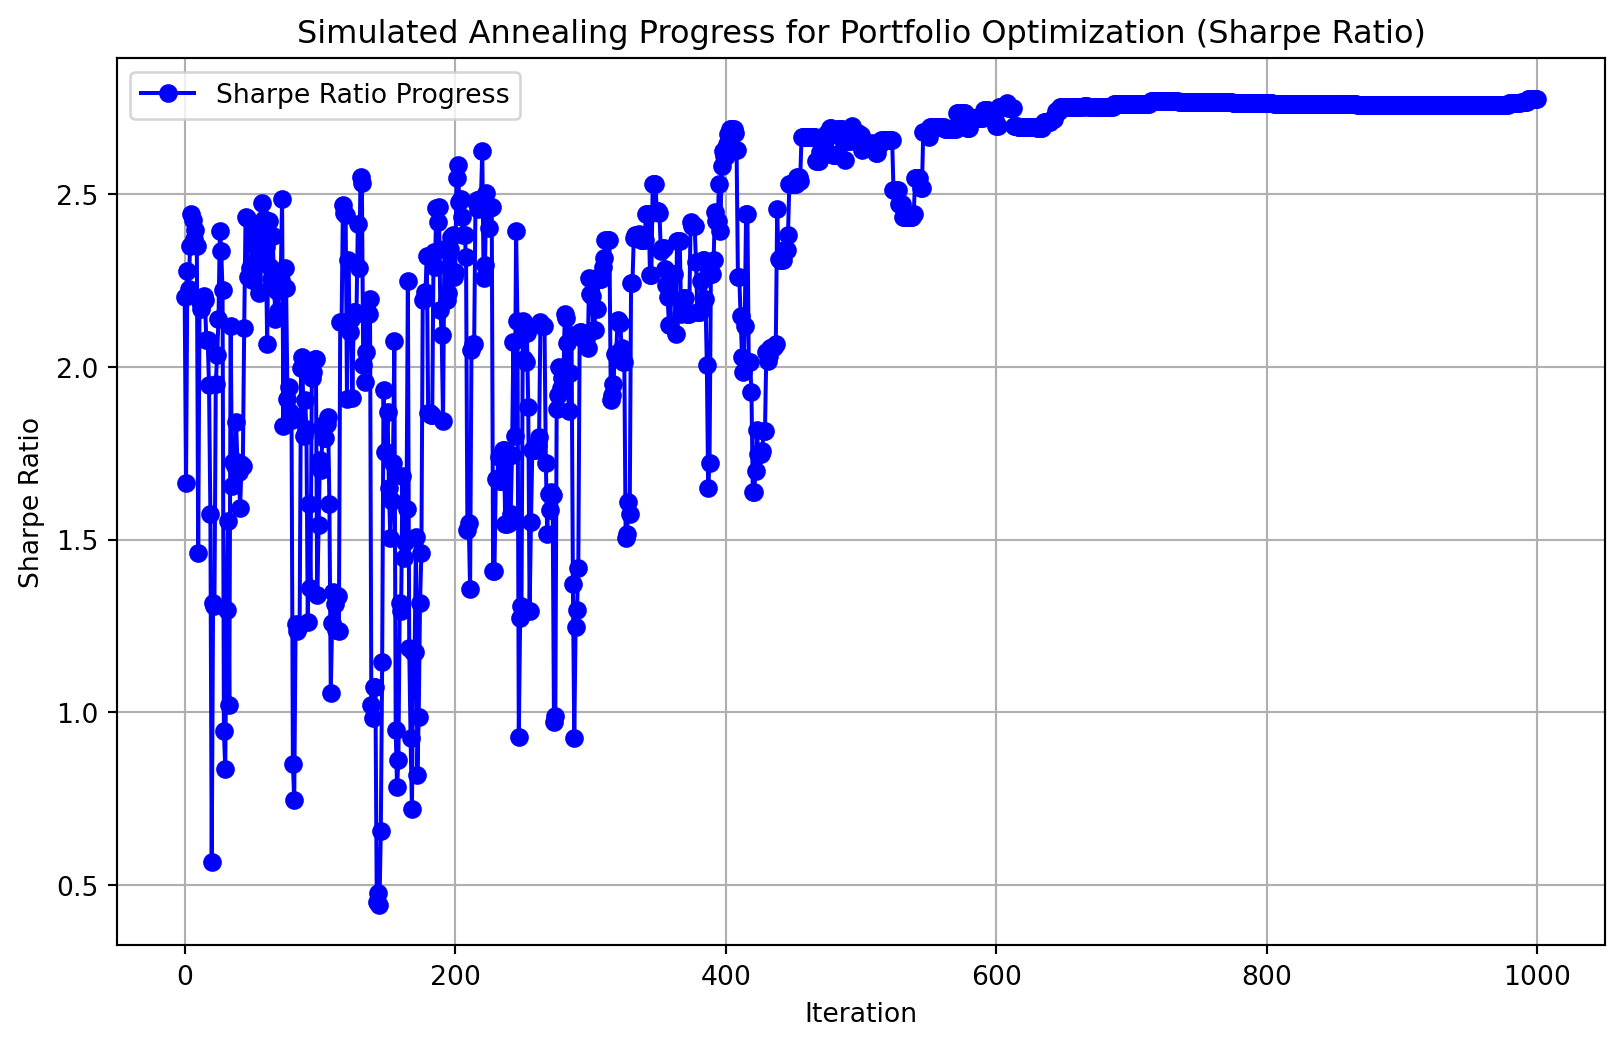 Simulated Annealing Progress for Portfolio Optimization (Sharpe Ratio)
Sharpe Ratio Progress
Sharpe Ratio
2.5
2.0
1.5
1.0
0.5
0
200
400
600
800
1000
Iteration